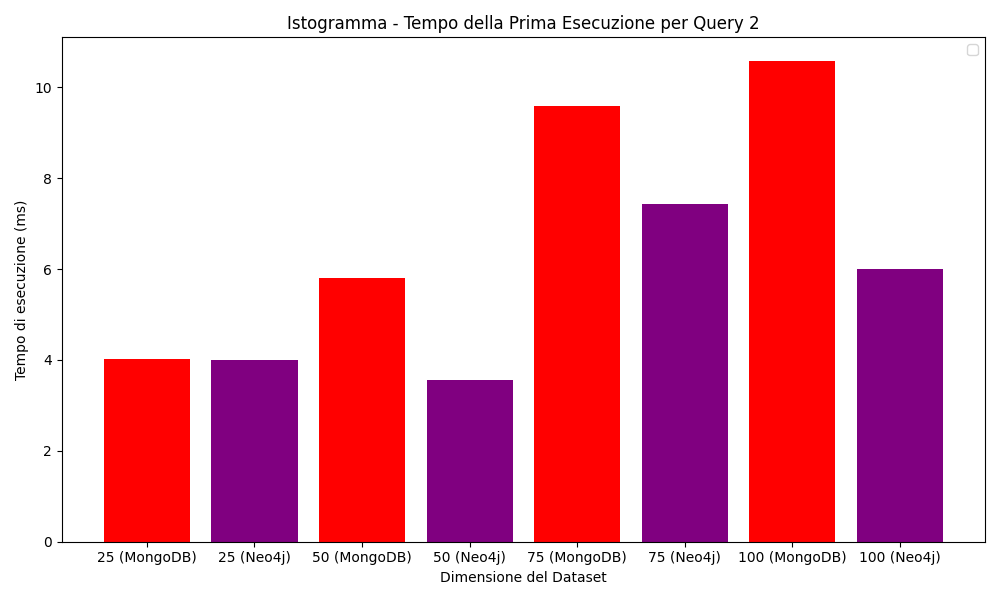 Istogramma - Tempo della Prima Esecuzione per Query 2
Tempo di esecuzione (ms)
10
8
6
4
2
0
25 (MongoDB) 25 (Neo4j) 50 (MongoDB) 50 (Neo4j) 75 (MongoDB) 75 (Neo4j) 100 (MongoDB) 100 (Neo4j)
Dimensione del Dataset